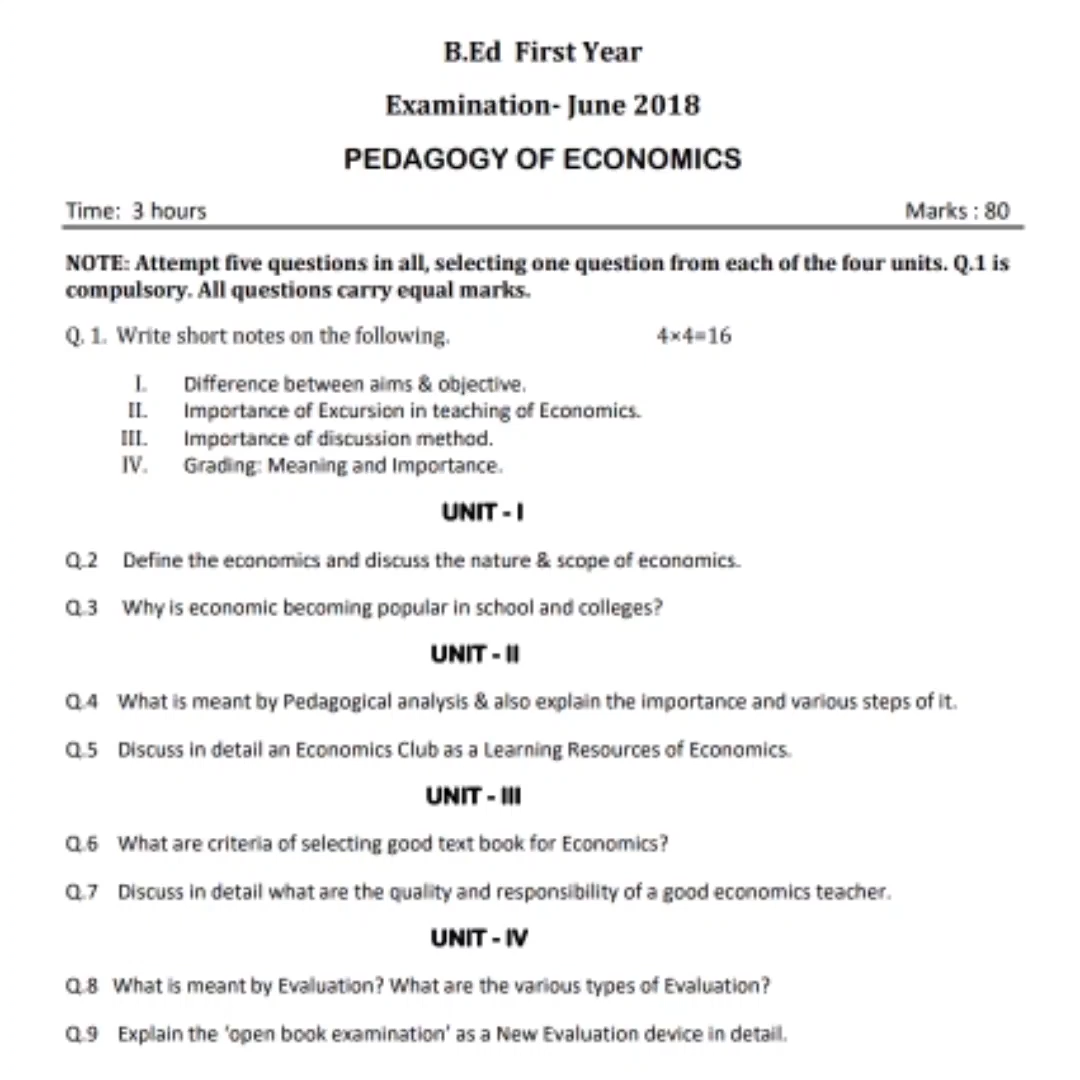 B.Ed First Year
Examination- June 2018
PEDAGOGY OF ECONOMICS
Time: 3 hours Marks : 80
NOTE: Attempt five questions in all, selecting one question from each of the four units. Q.1 is
compulsory. All questions carry equal marks.
Q. 1. Write short notes on the following. 4×4=16
I. Difference between aims & objective.
II. Importance of Excursion in teaching of Economics.
III. Importance of discussion method.
IV. Grading: Meaning and Importance.
UNIT - I
Q.2 Define the economics and discuss the nature & scope of economics.
Q.3 Why is economic becoming popular in school and colleges?
UNIT - II
Q.4 What is meant by Pedagogical analysis & also explain the importance and various steps of it.
Q.5 Discuss in detail an Economics Club as a Learning Resources of Economics.
UNIT - III
Q.6 What are criteria of selecting good text book for Economics?
Q.7 Discuss in detail what are the quality and responsibility of a good economics teacher.
UNIT - IV
Q.8 What is meant by Evaluation? What are the various types of Evaluation?
Q.9 Explain the 'open book examination' as a New Evaluation device in detail.